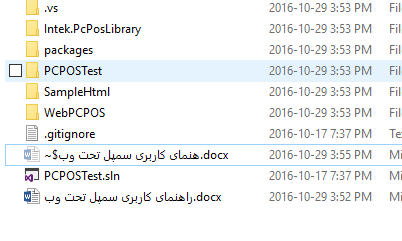 .vs 2016-10-29 3:53 PM Fil
Intek.PcPosLibrary 2016-10-29 3:53 PM Fil
packages 2016-10-29 3:53 PM Fil
PCPOSTest 2016-10-29 3:53 PM Fil
SampleHtml 2016-10-29 3:53 PM Fil
WebPCPOS 2016-10-29 3:53 PM Fil
.gitignore 2016-10-17 7:37 PM Te
~$هنمای کاربری سمپل تحت وب.docx 2016-10-29 3:55 PM Mi
PCPOSTest.sln 2016-10-17 7:37 PM Mi
راهنمای کاربری سمپل تحت وب.docx 2016-10-29 3:52 PM Mi